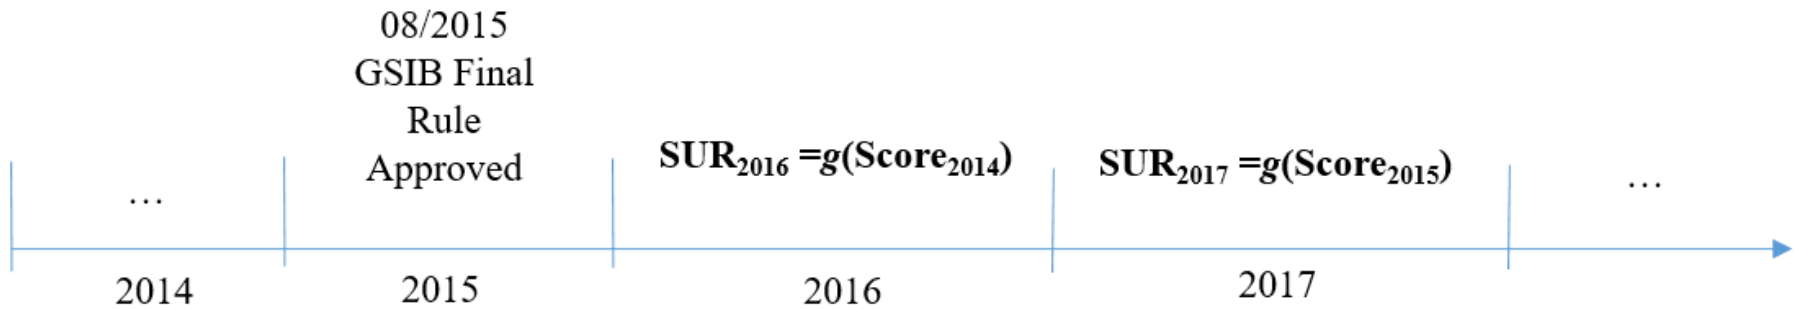 08/2015
GSIB Final
Rule
Approved
...
SUR2016 =g(Score2014)
SUR2017 =g(Score2015)
...
2014
2015
2016
2017